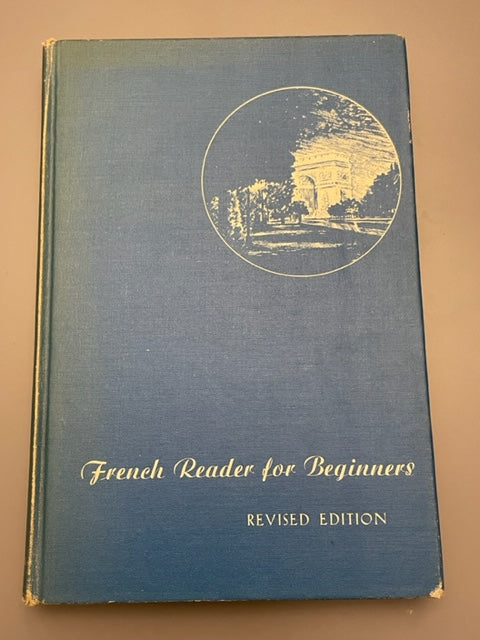 French Reader for Beginners
REVISED EDITION